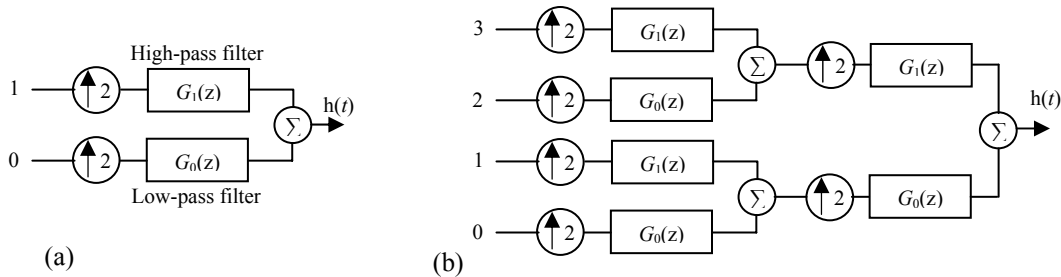 High-pass filter
1
2
G₁(z)
Σ
h(t)
0
2
G₀(z)
Low-pass filter
(a)
3
2
G₁(z)
Σ
2
G₁(z)
2
2
G₀(z)
h(t)
Σ
1
2
G₁(z)
Σ
2
G₀(z)
0
2
G₀(z)
(b)